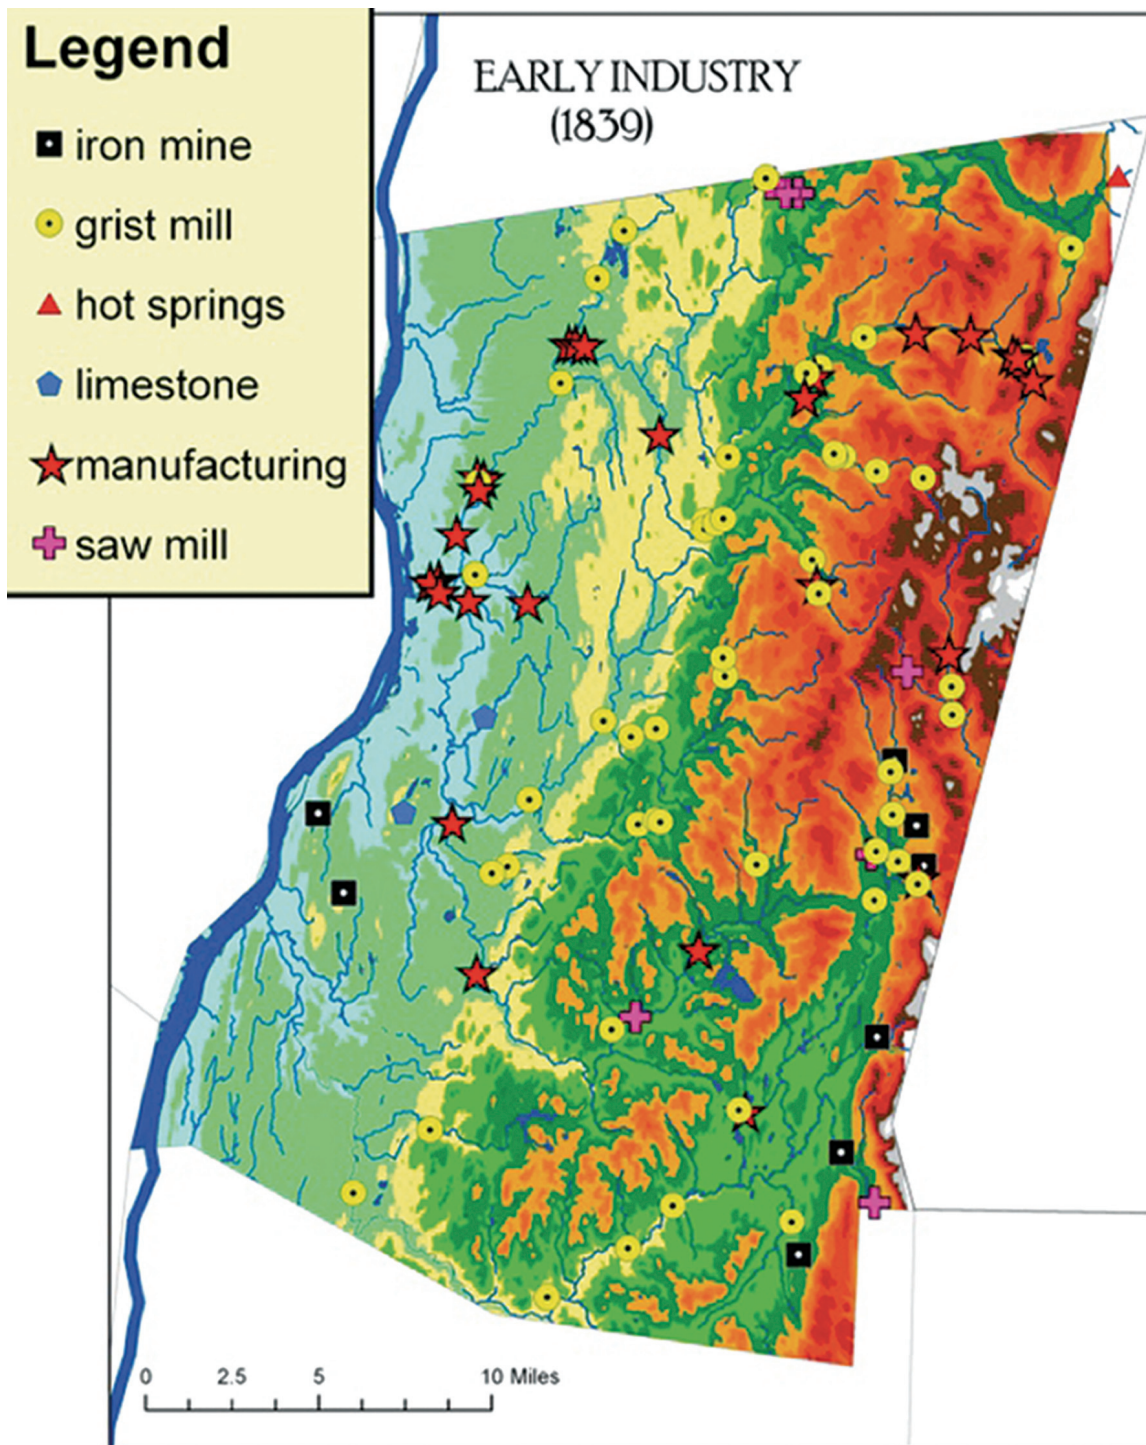 Legend
iron mine
grist mill
hot springs
limestone
manufacturing
saw mill
EARLY INDUSTRY
(1839)
0 2.5 5 10 Miles